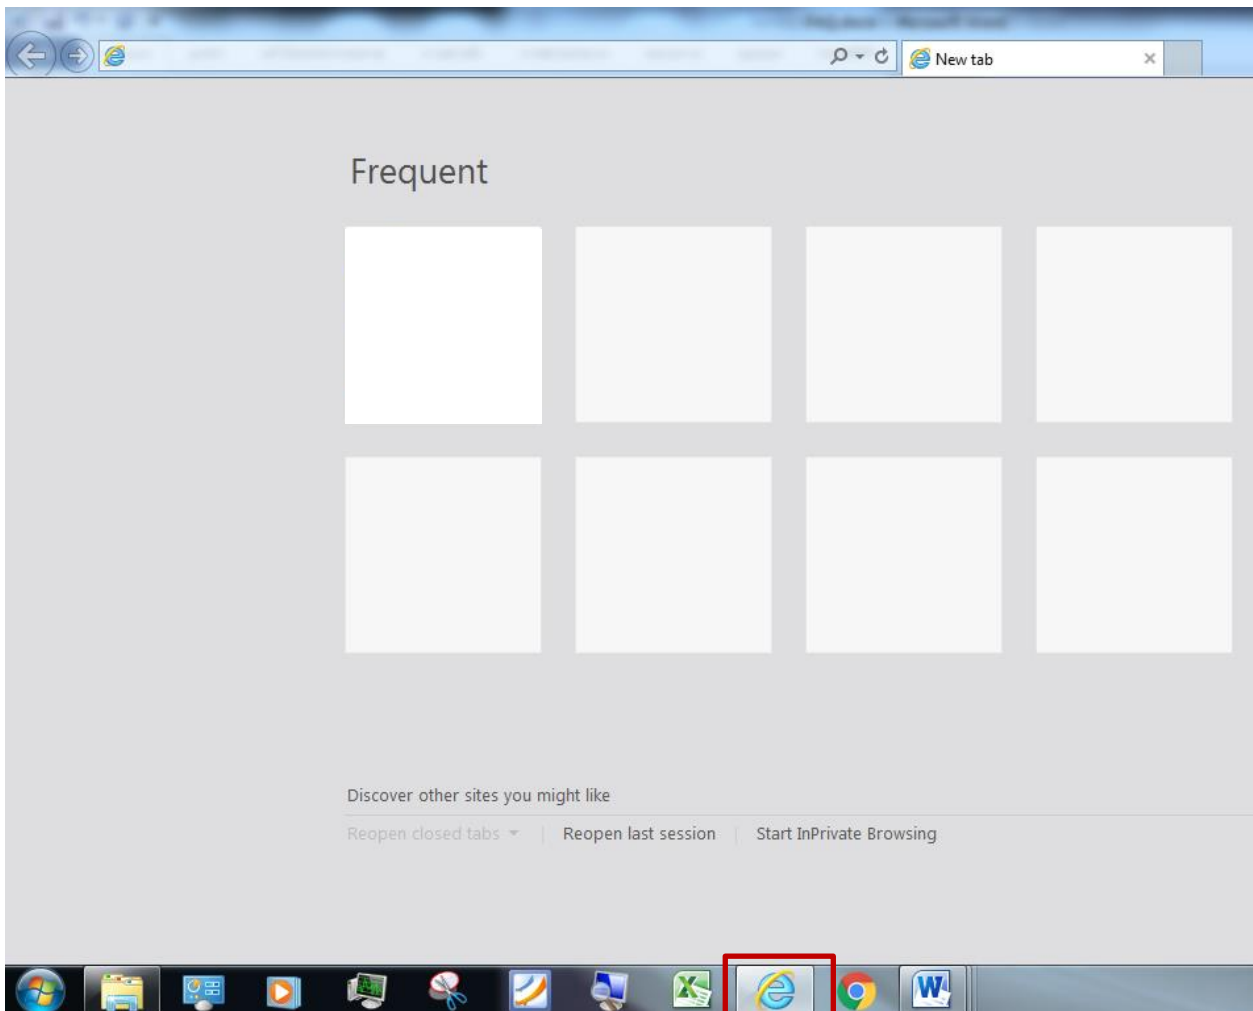 New tab
Frequent
Discover other sites you might like
Reopen closed tabs | Reopen last session | Start InPrivate Browsing